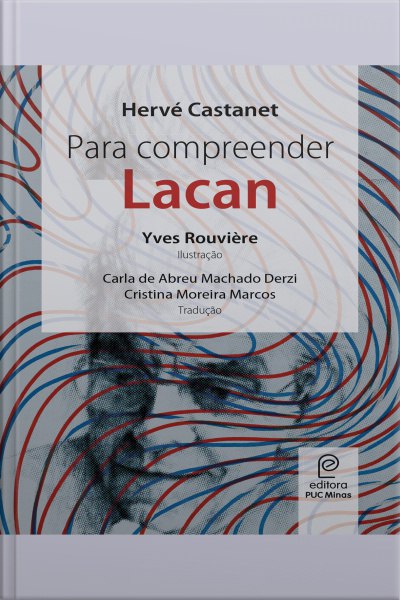 Hervé Castanet
Para compreender
Lacan
Yves Rouvière
Ilustração
Carla de Abreu Machado Derzi
Cristina Moreira Marcos
Tradução
editora
PUC Minas